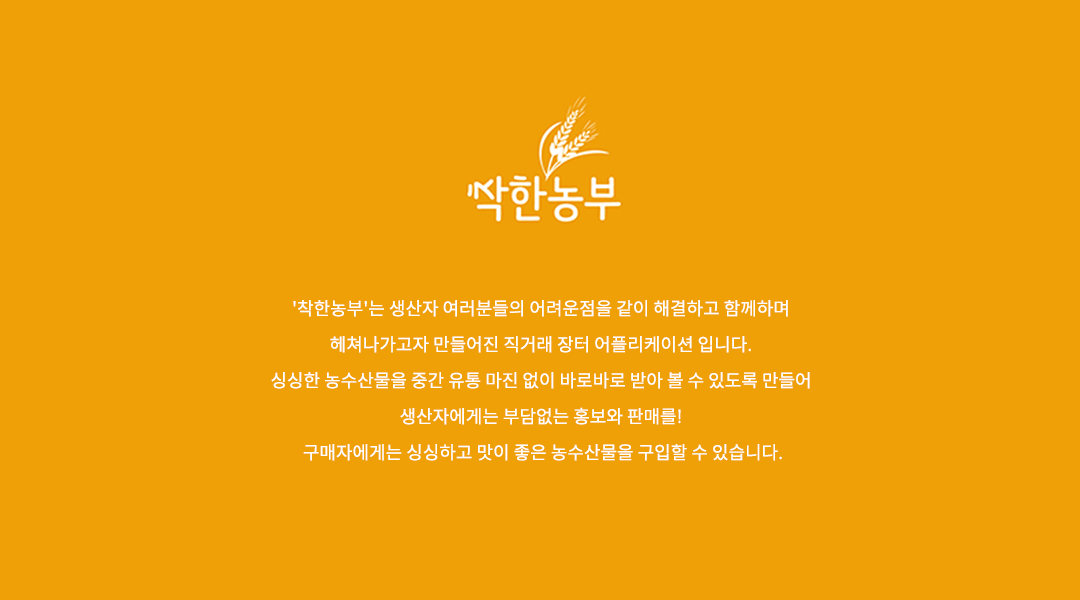 착한농부
'착한농부'는 생산자 여러분들의 어려운점을 같이 해결하고 함께하며
헤쳐나가고자 만들어진 직거래 장터 어플리케이션 입니다.
싱싱한 농수산물을 중간 유통 마진 없이 바로바로 받아 볼 수 있도록 만들어
생산자에게는 부담없는 홍보와 판매를!
구매자에게는 싱싱하고 맛이 좋은 농수산물을 구입할 수 있습니다.